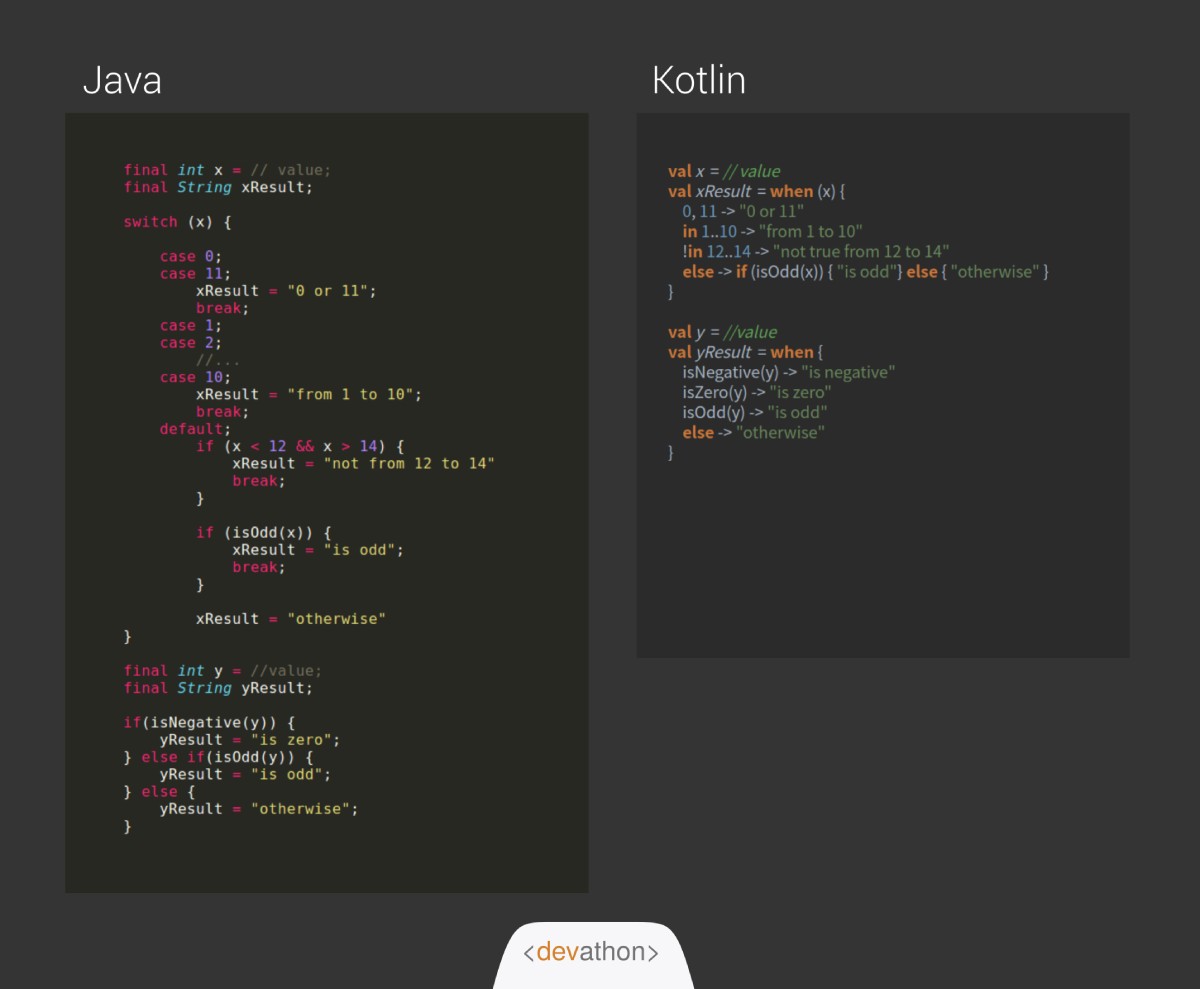 Java
final int x = // value;
final String xResult;
switch (x) {
case 0;
case 11;
xResult = "0 or 11";
break;
case 1;
case 2;
//...
case 10;
xResult = "from 1 to 10";
break;
default;
if (x < 12 && x > 14) {
xResult = "not from 12 to 14"
break;
}
if (isOdd(x)) {
xResult = "is odd";
break;
}
xResult = "otherwise"
}
final int y = //value;
final String yResult;
if(isNegative(y)) {
yResult = "is zero";
} else if(isOdd(y)) {
yResult = "is odd";
} else {
yResult = "otherwise";
}
Kotlin
val x = // value
val xResult = when (x) {
0, 11 -> "0 or 11"
in 1..10 -> "from 1 to 10"
!in 12..14 -> "not true from 12 to 14"
else -> if (isOdd(x)) { "is odd"} else { "otherwise" }
}
val y = //value
val yResult = when {
isNegative(y) -> "is negative"
isZero(y) -> "is zero"
isOdd(y) -> "is odd"
else -> "otherwise"
}
<devathon>